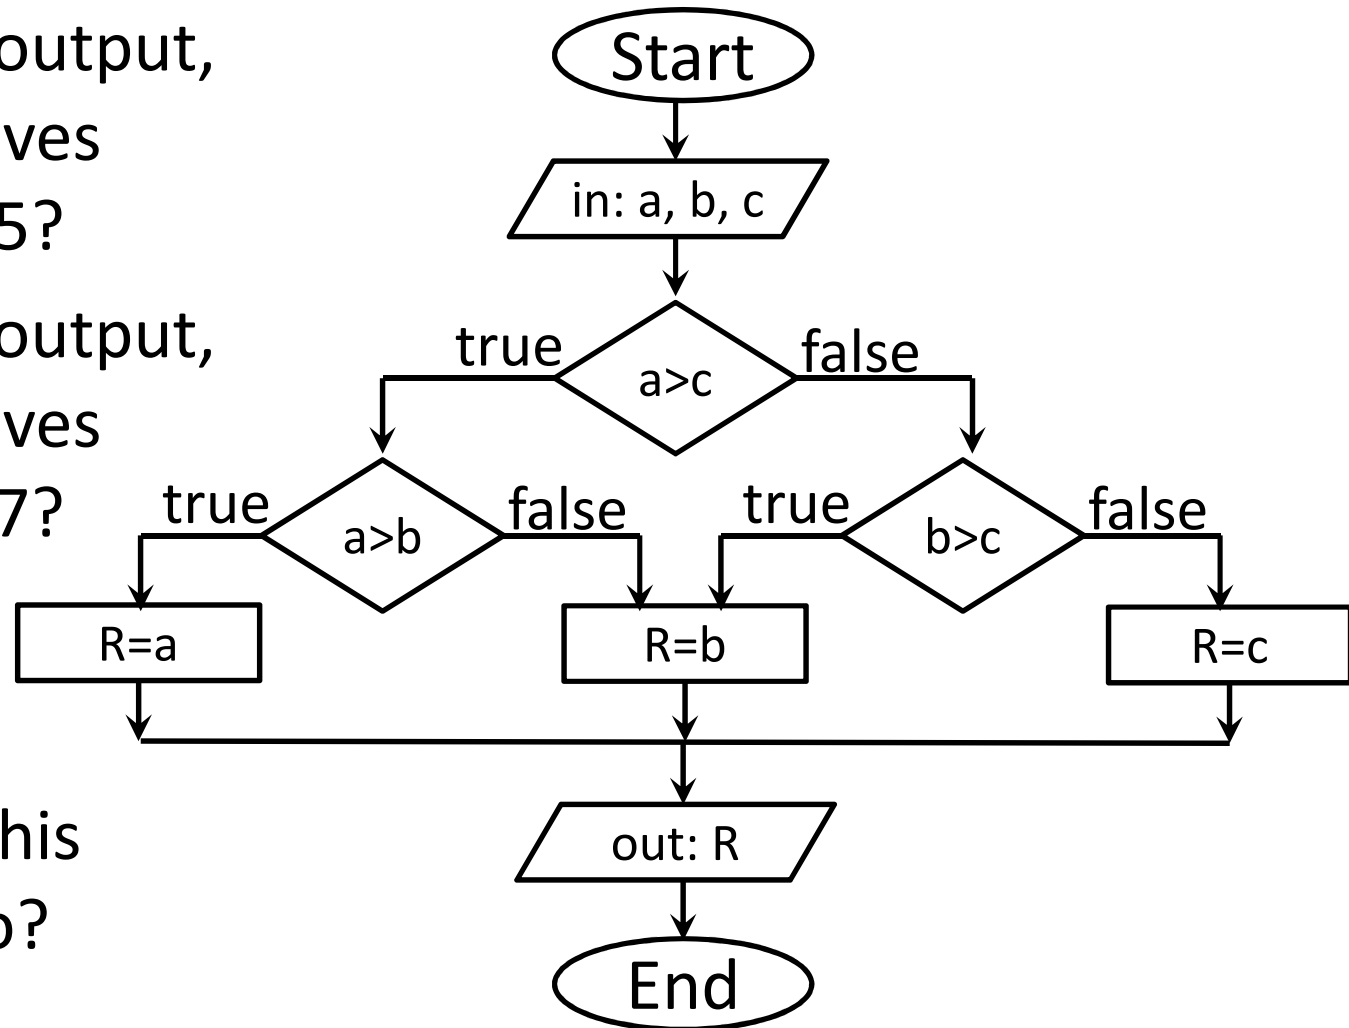 output,
ves
5?
output,
ves
7?
his
?
Start
in: a, b, c
a>c
true
false
a>b
true
false
b>c
true
false
R=a
R=b
R=c
out: R
End